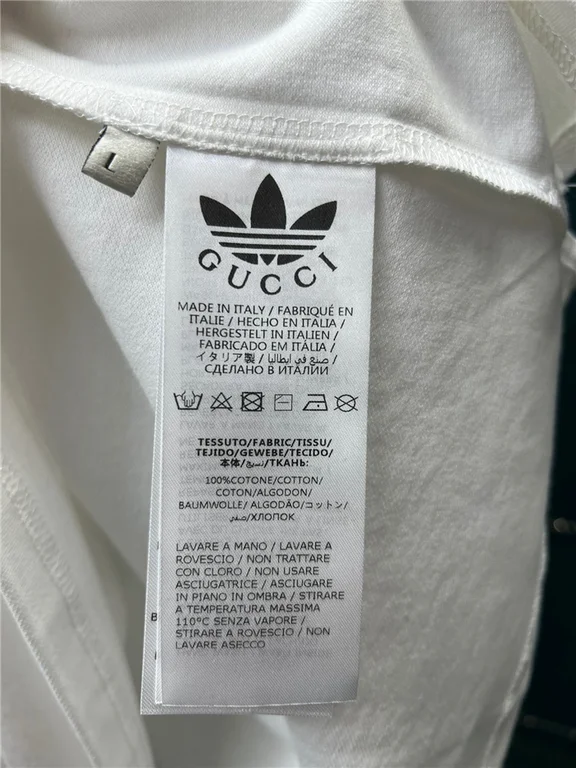 L
GUCCI
MADE IN ITALY / FABRIQUÉ EN
ITALIE / HECHO EN ITALIA /
HERGESTELT IN ITALIEN /
FABRICADO EM ITÁLIA /
イタリア製 / صنع في ايطاليا /
СДЕЛАНО В ИТАЛИИ
TESSUTO/FABRIC/TISSU/
TEJIDO/GEWEBE/TECIDO/
本体/نسيج/ТКАНЬ:
100%COTONE/COTTON/
COTON/ALGODON/
BAUMWOLLE/ ALGODÃO/コットン/
/ХЛОПОК
LAVARE A MANO / LAVARE A
ROVESCIO / NON TRATTARE
CON CLORO / NON USARE
ASCIUGATRICE / ASCIUGARE
IN PIANO IN OMBRA / STIRARE
A TEMPERATURA MASSIMA
110°C SENZA VAPORE /
STIRARE A ROVESCIO / NON
LAVARE ASECCO